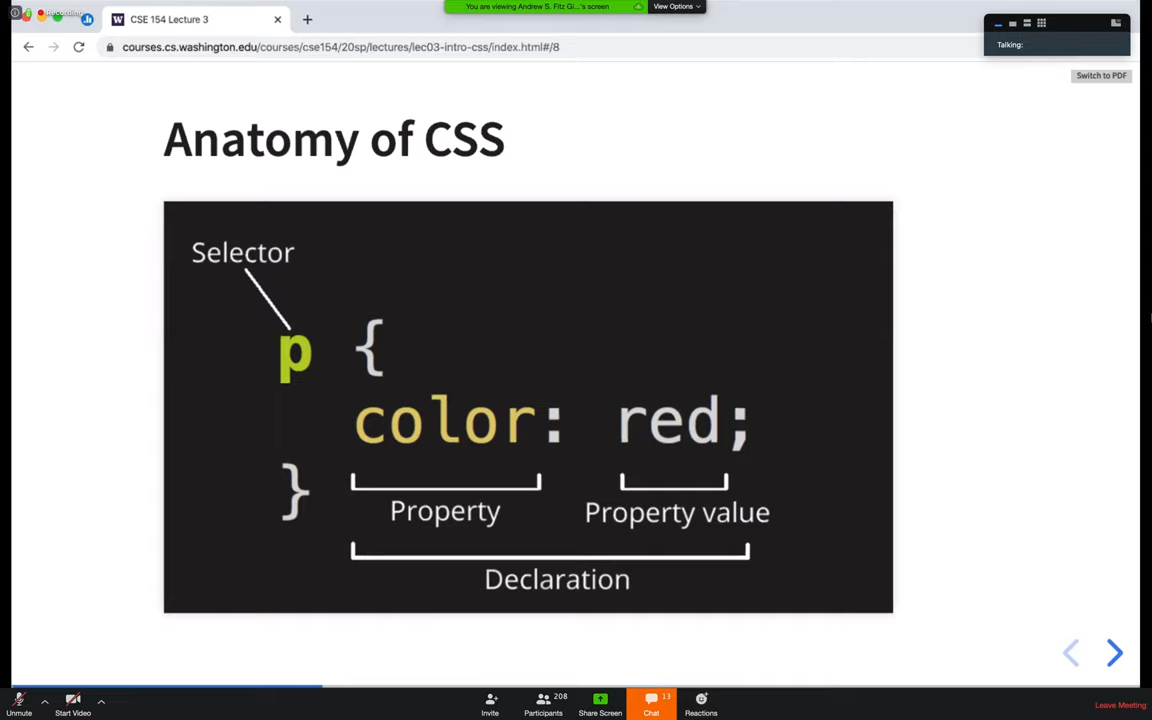 Recording
CSE 154 Lecture 3
You are viewing Andrew S. Fitz Gi...'s screen
View Options
courses.cs.washington.edu/courses/cse154/20sp/lectures/lec03-intro-css/index.html#/8
Talking:
Switch to PDF
Anatomy of CSS
Selector
p {
color: red;
}
Property
Property value
Declaration
Unmute
Start Video
Invite
Participants
208
Share Screen
Chat
13
Reactions
Leave Meeting